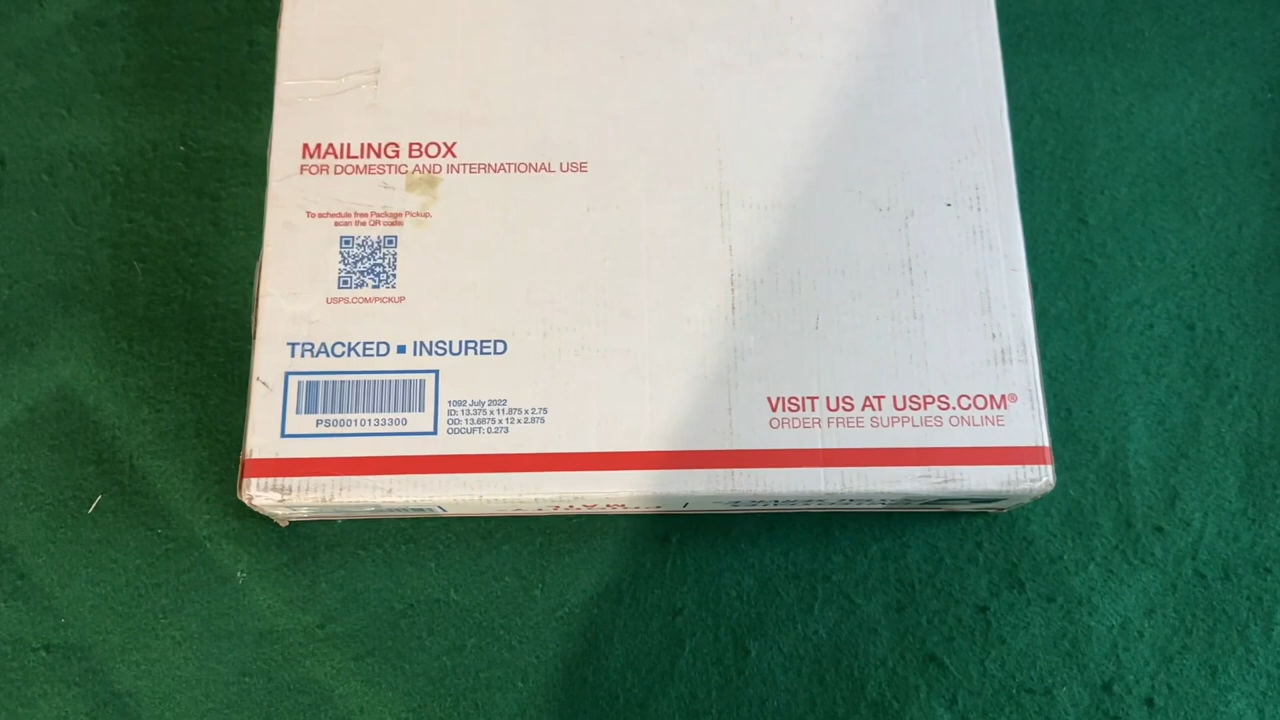 MAILING BOX
FOR DOMESTIC AND INTERNATIONAL USE
To schedule free Package Pickup,
scan the QR code:
USPS.COM/PICKUP
TRACKED ■ INSURED
PS00010133300
1092 July 2022
ID: 13.375 x 11.875 x 2.75
OD: 13.6875 x 12 x 2.875
ODCUFT: 0.273
VISIT US AT USPS.COM®
ORDER FREE SUPPLIES ONLINE